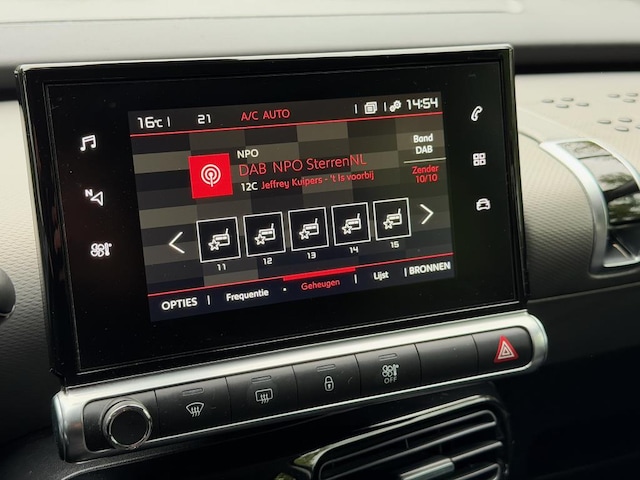 16°C 21 A/C AUTO 14:54
NPO
Band
DAB NPO SterrenNL
DAB
12C Jeffrey Kuipers - 't Is voorbij
Zender
10/10
11 12 13 14 15
OPTIES Frequentie Geheugen Lijst BRONNEN
N
OFF